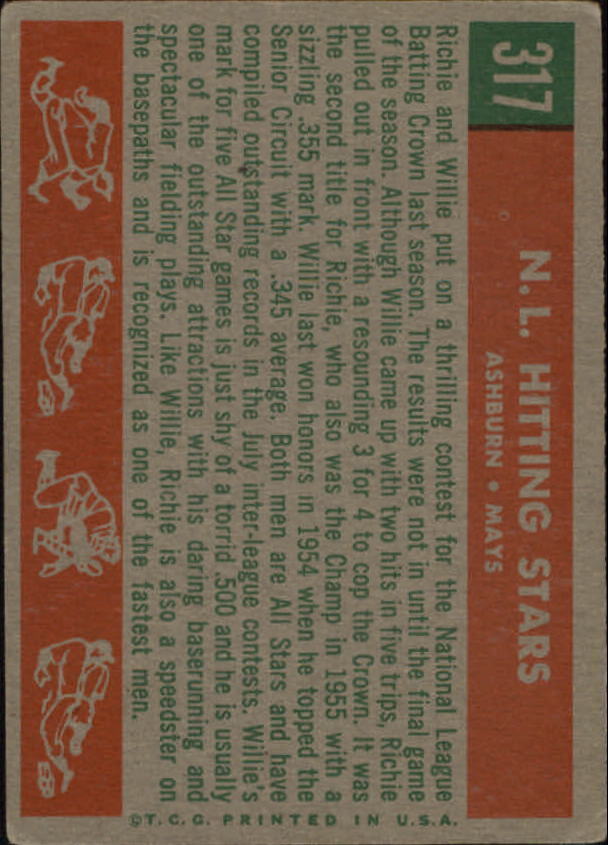 317
N. L. HITTING STARS
ASHBURN • MAYS
Richie and Willie put on a thrilling contest for the National League
Batting Crown last season. The results were not in until the final game
of the season. Although Willie came up with two hits in five trips, Richie
pulled out in front with a resounding 3 for 4 to cop the Crown. It was
the second title for Richie, who also was the Champ in 1955 with a
sizzling .355 mark. Willie last won honors in 1954 when he topped the
Senior Circuit with a .345 average. Both men are All Stars and have
compiled outstanding records in the July inter-league contests. Willie's
mark for five All Star games is just shy of a torrid .500 and he is usually
one of the outstanding attractions with his daring baserunning and
spectacular fielding plays. Like Willie, Richie is also a speedster on
the basepaths and is recognized as one of the fastest men.
©T.C.G. PRINTED IN U.S.A.